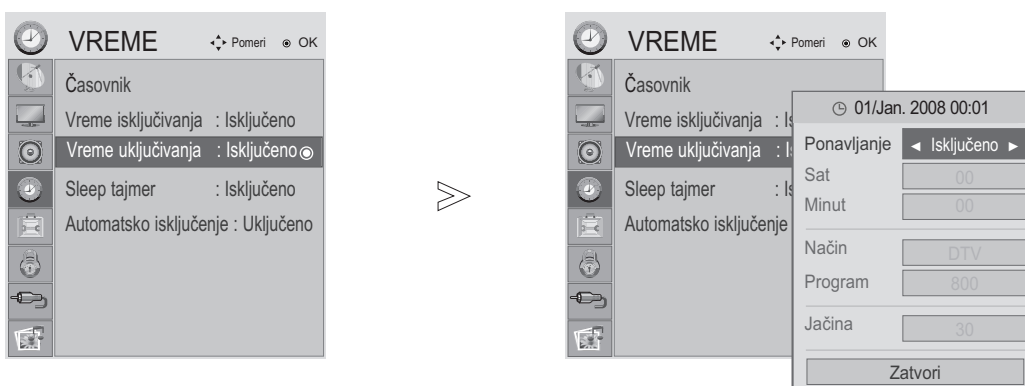 VREME Pomeri OK
Časovnik
Vreme isključivanja : Isključeno
Vreme uključivanja : Isključeno
Sleep tajmer : Isključeno
Automatsko isključenje : Uključeno
VREME Pomeri OK
Časovnik
Vreme isključivanja : Is
Vreme uključivanja : I
Sleep tajmer : Is
Automatsko isključenje
01/Jan. 2008 00:01
Ponavljanje ◄ Isključeno ►
Sat 00
Minut 00
Način DTV
Program 800
Jačina 30
Zatvori